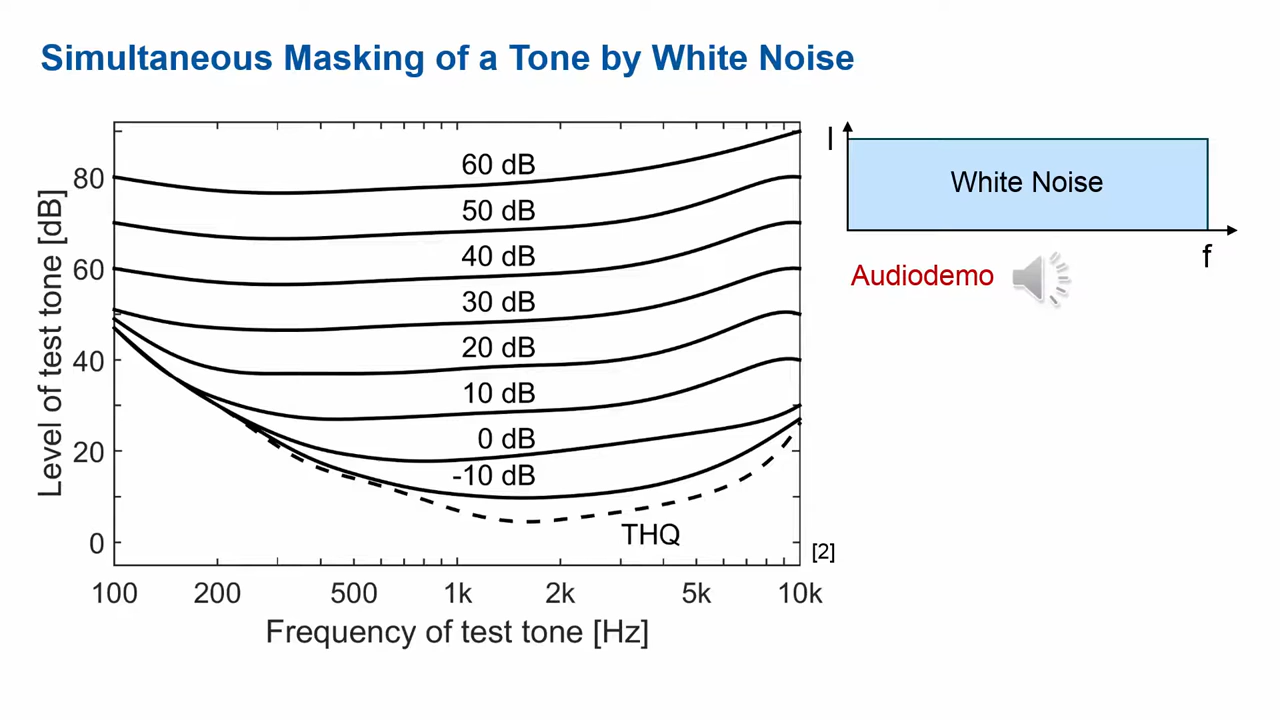 Simultaneous Masking of a Tone by White Noise
Level of test tone [dB]
80
60
40
20
0
60 dB
50 dB
40 dB
30 dB
20 dB
10 dB
0 dB
-10 dB
THQ
100 200 500 1k 2k 5k 10k
Frequency of test tone [Hz]
[2]
I
White Noise
f
Audiodemo